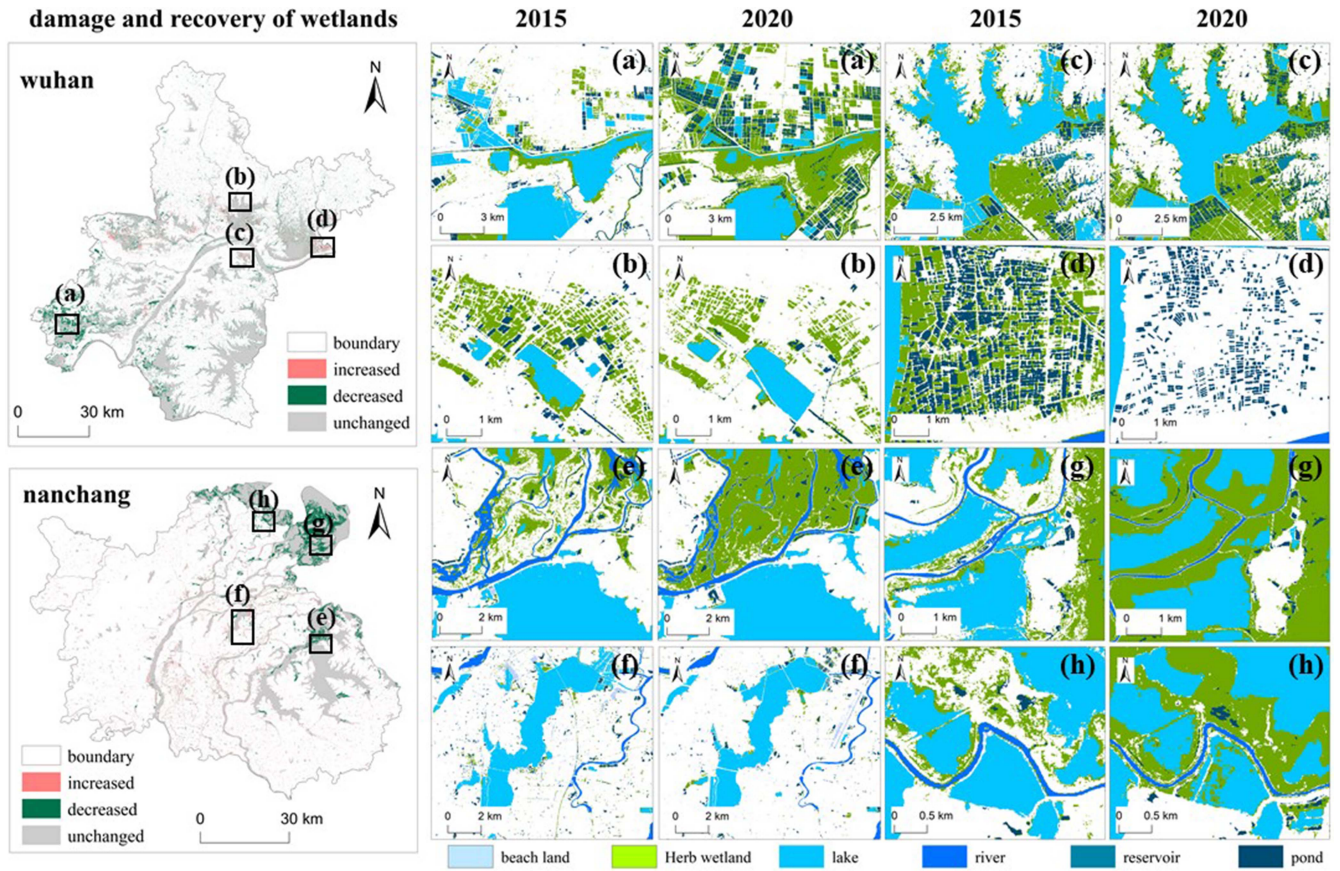 damage and recovery of wetlands
2015
2020
2015
2020
wuhan
N
(b)
(d)
(c)
(a)
boundary
increased
decreased
unchanged
0 30 km
nanchang
N
(h)
(g)
(f)
(e)
boundary
increased
decreased
unchanged
0 30 km
N
(a)
0 3 km
N
(a)
0 3 km
N
(c)
0 2.5 km
N
(c)
0 2.5 km
N
(b)
0 1 km
N
(b)
0 1 km
N
(d)
0 1 km
N
(d)
0 1 km
N
(e)
0 2 km
N
(e)
0 2 km
N
(g)
0 2 km
N
(g)
0 2 km
N
(f)
0 2 km
N
(f)
0 2 km
N
(h)
0 0.5 km
N
(h)
0 0.5 km
beach land
Herb wetland
lake
river
reservoir
pond